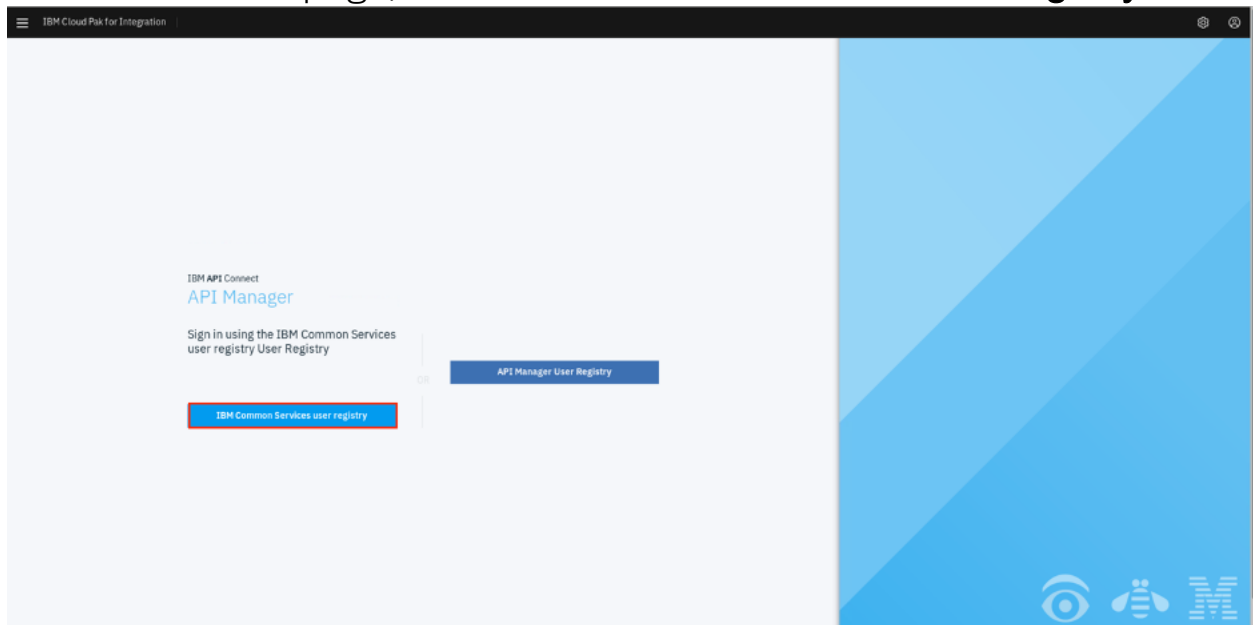 IBM Cloud Pak for Integration
IBM API Connect
API Manager
Sign in using the IBM Common Services
user registry User Registry
OR
API Manager User Registry
IBM Common Services user registry